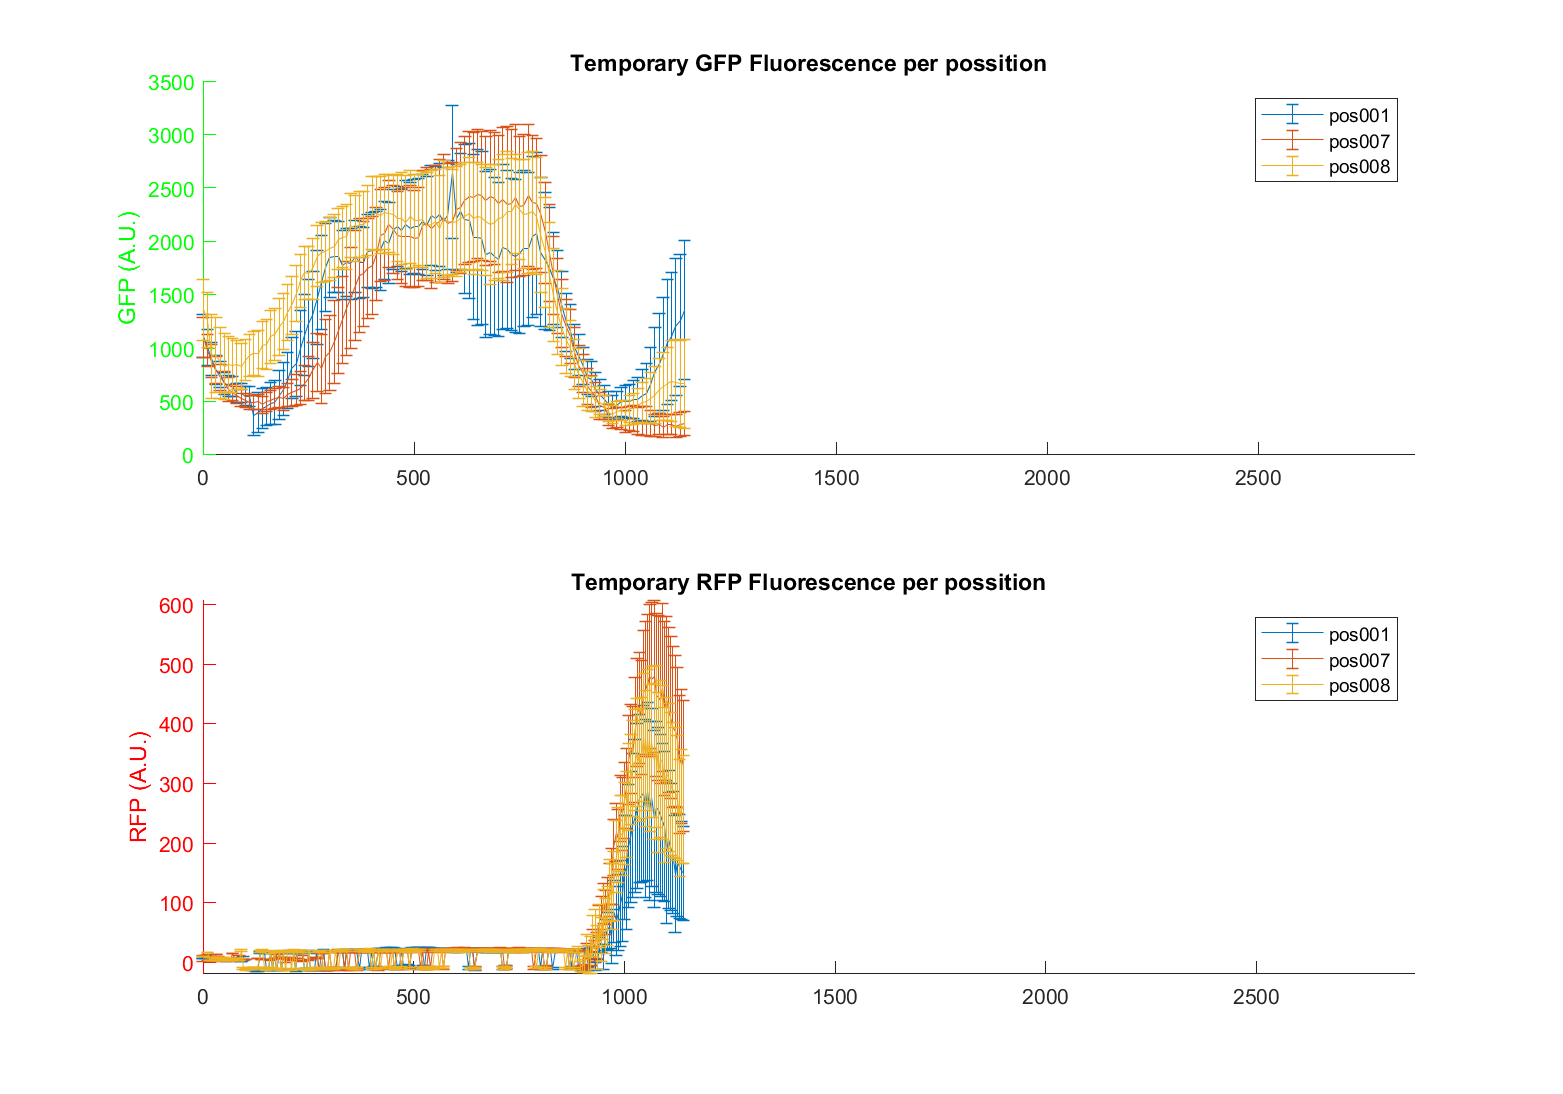 Temporary GFP Fluorescence per possition
GFP (A.U.)
3500
3000
2500
2000
1500
1000
500
0
0 500 1000 1500 2000 2500
pos001
pos007
pos008
Temporary RFP Fluorescence per possition
RFP (A.U.)
600
500
400
300
200
100
0
0 500 1000 1500 2000 2500
pos001
pos007
pos008